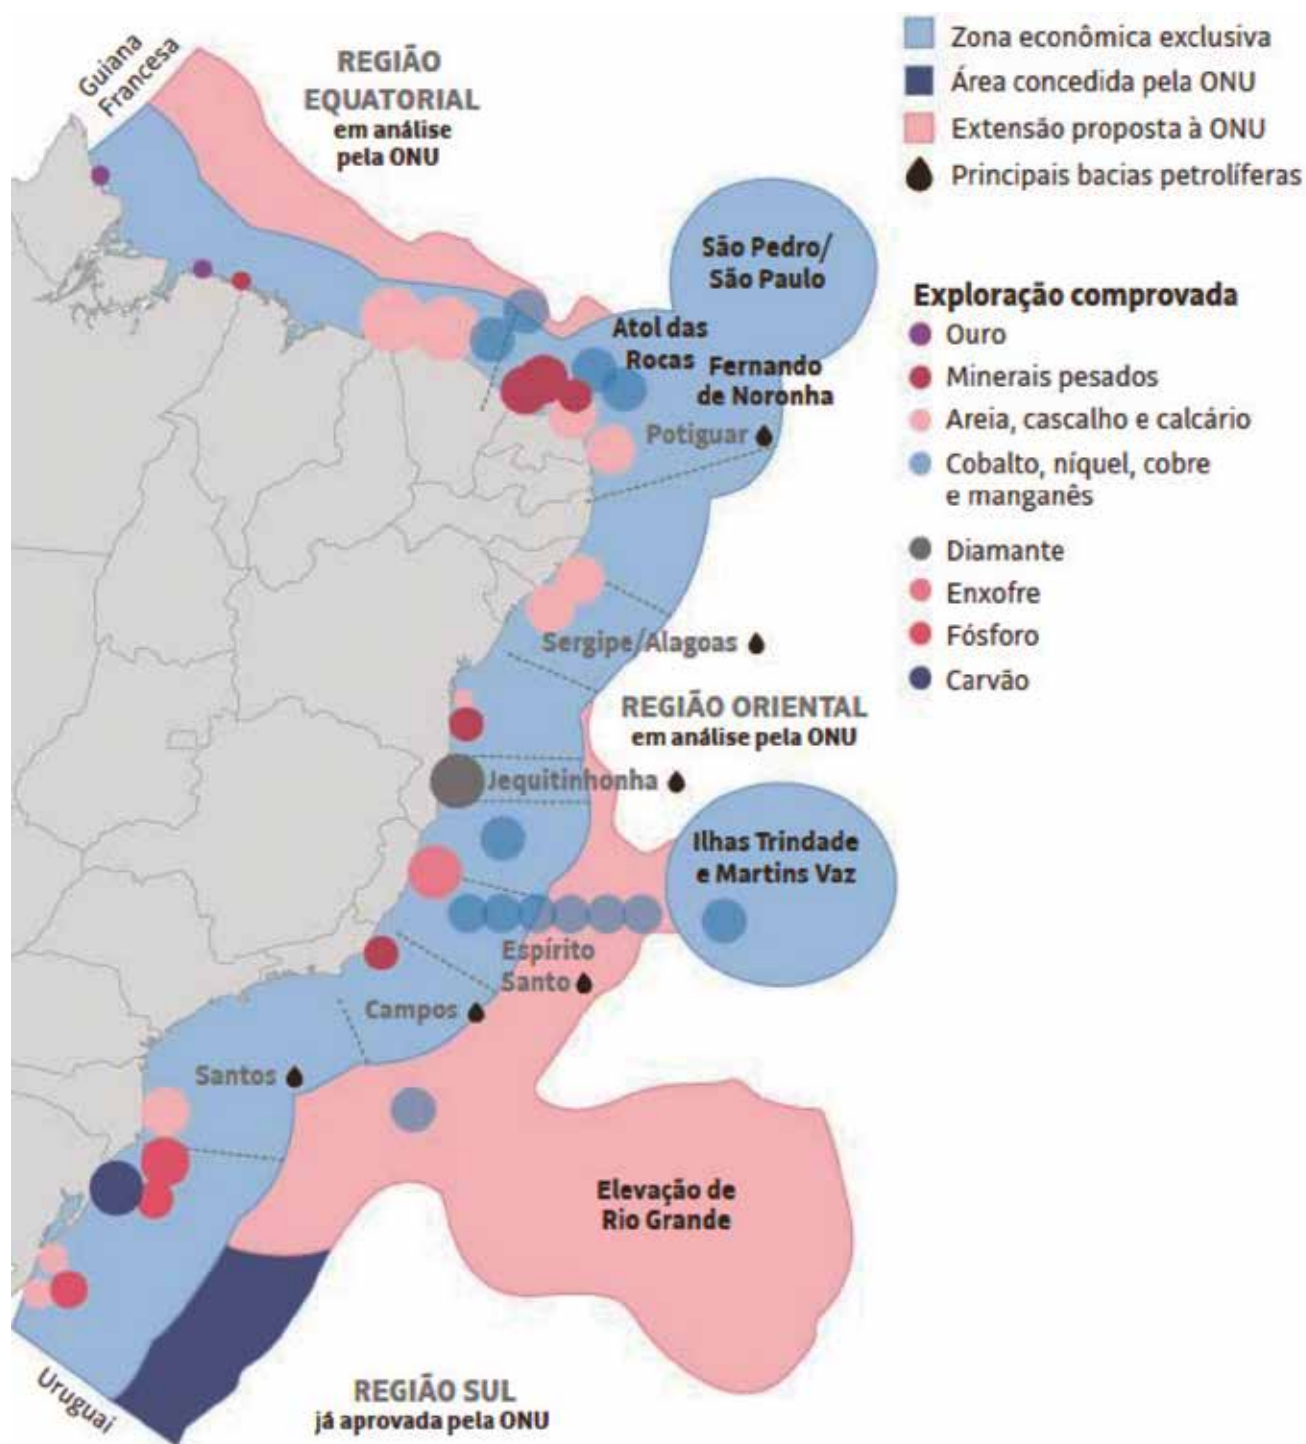 Guiana
Francesa
REGIÃO
EQUATORIAL
em análise
pela ONU
Zona econômica exclusiva
Área concedida pela ONU
Extensão proposta à ONU
Principais bacias petrolíferas
São Pedro/
São Paulo
Exploração comprovada
Ouro
Minerais pesados
Areia, cascalho e calcário
Cobalto, níquel, cobre
e manganês
Diamante
Enxofre
Fósforo
Carvão
Atol das
Rocas
Fernando
de Noronha
Potiguar
Sergipe/Alagoas
REGIÃO ORIENTAL
em análise pela ONU
Jequitinhonha
Ilhas Trindade
e Martins Vaz
Espírito
Santo
Campos
Santos
Elevação de
Rio Grande
Uruguai
REGIÃO SUL
já aprovada pela ONU